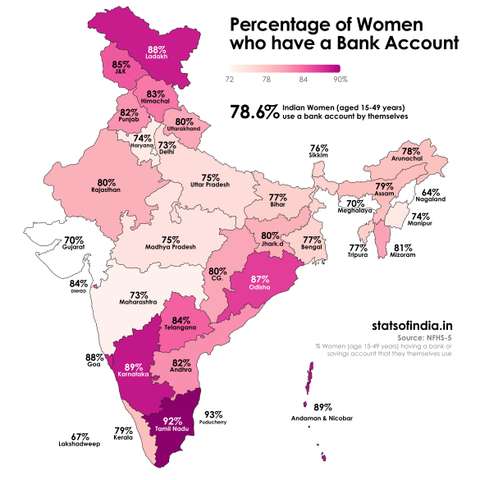 Percentage of Women
who have a Bank Account
72 78 84 90%
78.6% Indian Women (aged 15-49 years)
use a bank account by themselves
88%
Ladakh
85%
J&K
83%
Himachal
82%
Punjab
80%
Uttarakhand
74%
Haryana
73%
Delhi
76%
Sikkim
78%
Arunachal
80%
Rajasthan
75%
Uttar Pradesh
77%
Bihar
79%
Assam
64%
Nagaland
70%
Meghalaya
74%
Manipur
70%
Gujarat
75%
Madhya Pradesh
80%
Jhark.d
77%
Bengal
77%
Tripura
81%
Mizoram
84%
DNHDD
80%
CG.
87%
Odisha
73%
Maharashtra
84%
Telangana
88%
Goa
89%
Karnataka
82%
Andhra
92%
Tamil Nadu
93%
Puducherry
79%
Kerala
67%
Lakshadweep
89%
Andaman & Nicobar
statsofindia.in
Source: NFHS-5
% Women (age 15-49 years) having a bank or
savings account that they themselves use